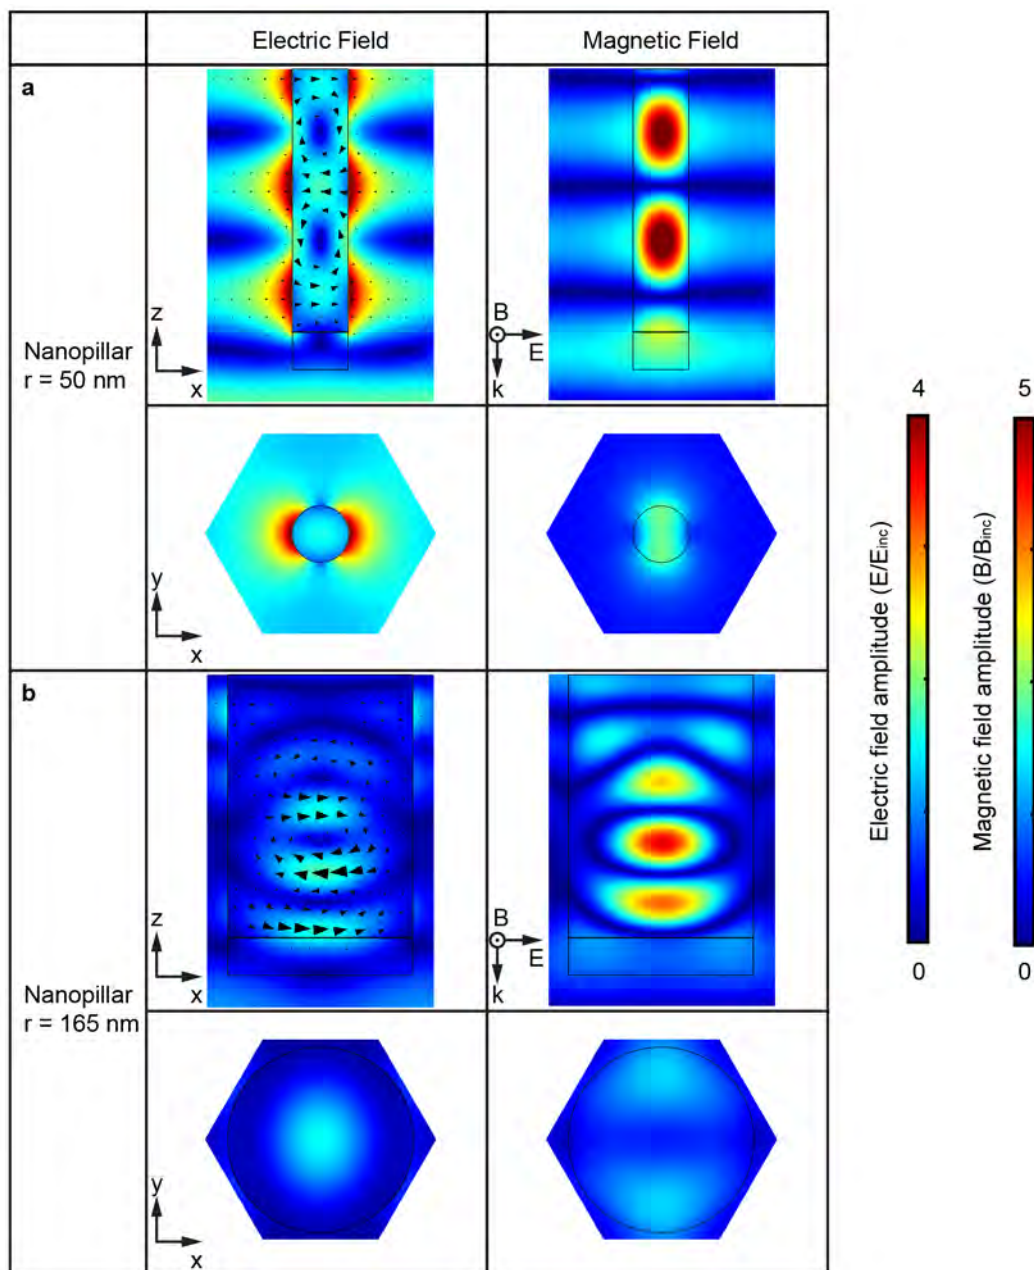 Electric Field
Magnetic Field
a
z
x
B
E
k
Nanopillar
r = 50 nm
y
x
b
z
x
B
E
k
Nanopillar
r = 165 nm
y
x
4
5
Electric field amplitude (E/Einc)
Magnetic field amplitude (B/Binc)
0
0